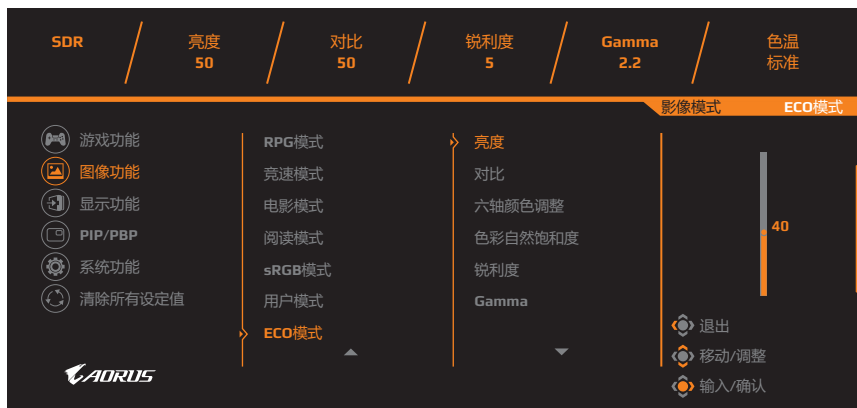 SDR 亮度 对比 锐利度 Gamma 色温
50 50 5 2.2 标准
影像模式 ECO模式
游戏功能
图像功能
显示功能
PIP/PBP
系统功能
清除所有设定值
RPG模式
竞速模式
电影模式
阅读模式
sRGB模式
用户模式
ECO模式
亮度
对比
六轴颜色调整
色彩自然饱和度
锐利度
Gamma
40
退出
移动/调整
输入/确认
AORUS